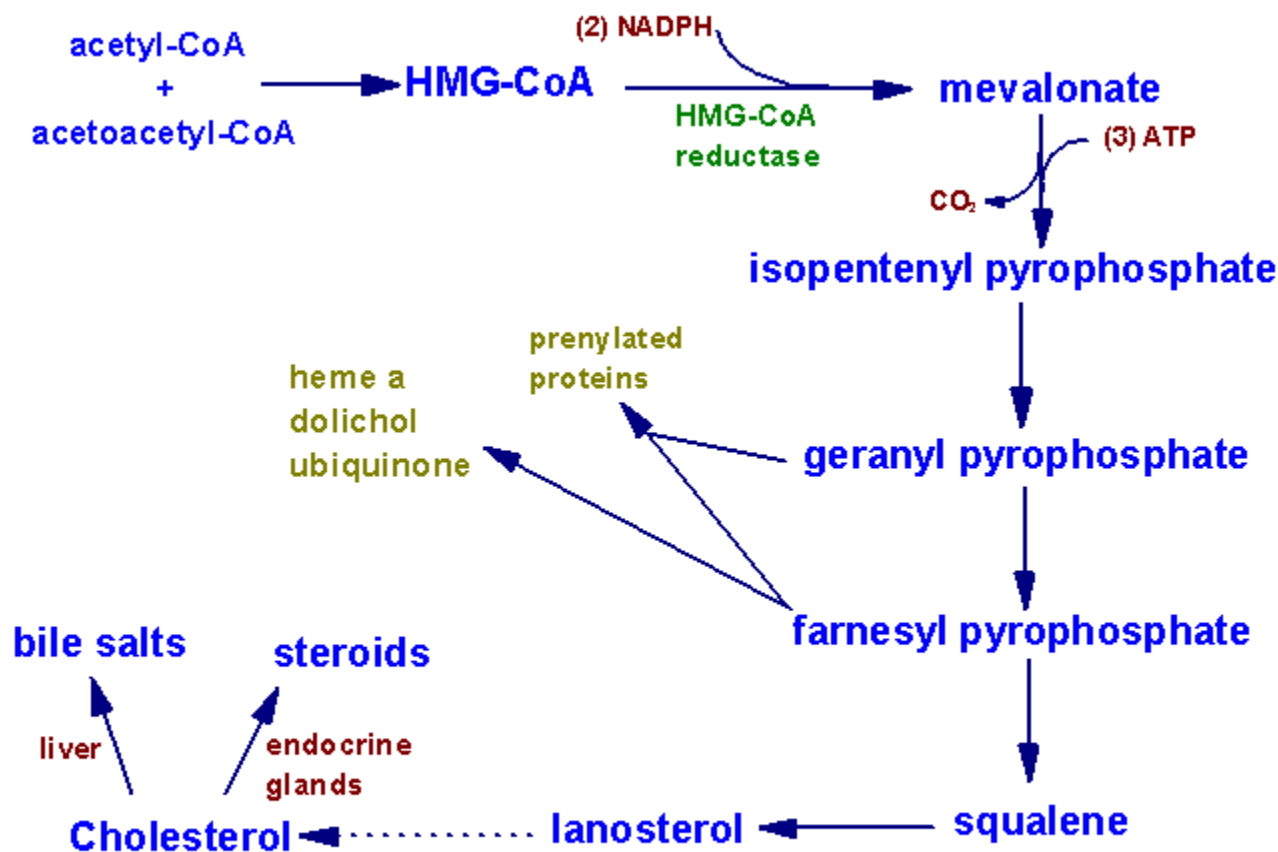 acetyl-CoA
+
acetoacetyl-CoA
HMG-CoA
(2) NADPH
HMG-CoA
reductase
mevalonate
(3) ATP
CO₂
isopentenyl pyrophosphate
prenylated
proteins
heme a
dolichol
ubiquinone
geranyl pyrophosphate
farnesyl pyrophosphate
bile salts
steroids
liver
endocrine
glands
Cholesterol
lanosterol
squalene